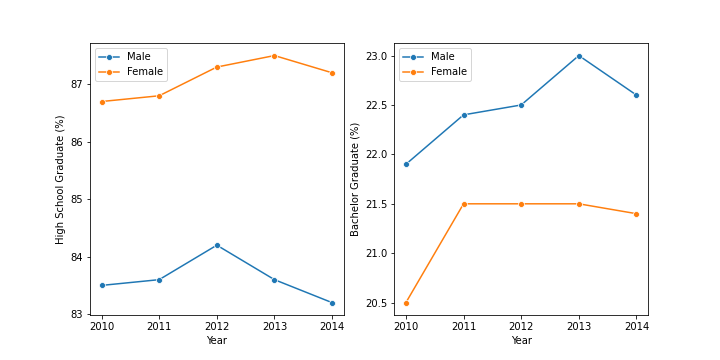 Male
Female
87
86
85
84
83
High School Graduate (%)
2010 2011 2012 2013 2014
Year
Male
Female
23.0
22.5
22.0
21.5
21.0
20.5
Bachelor Graduate (%)
2010 2011 2012 2013 2014
Year